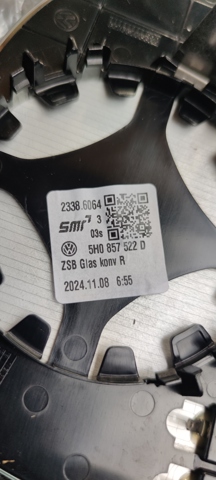 2338.6064
SMR 3
03s
5H0 857 522 D
ZSB Glas konv R
2024.11.08 6:55